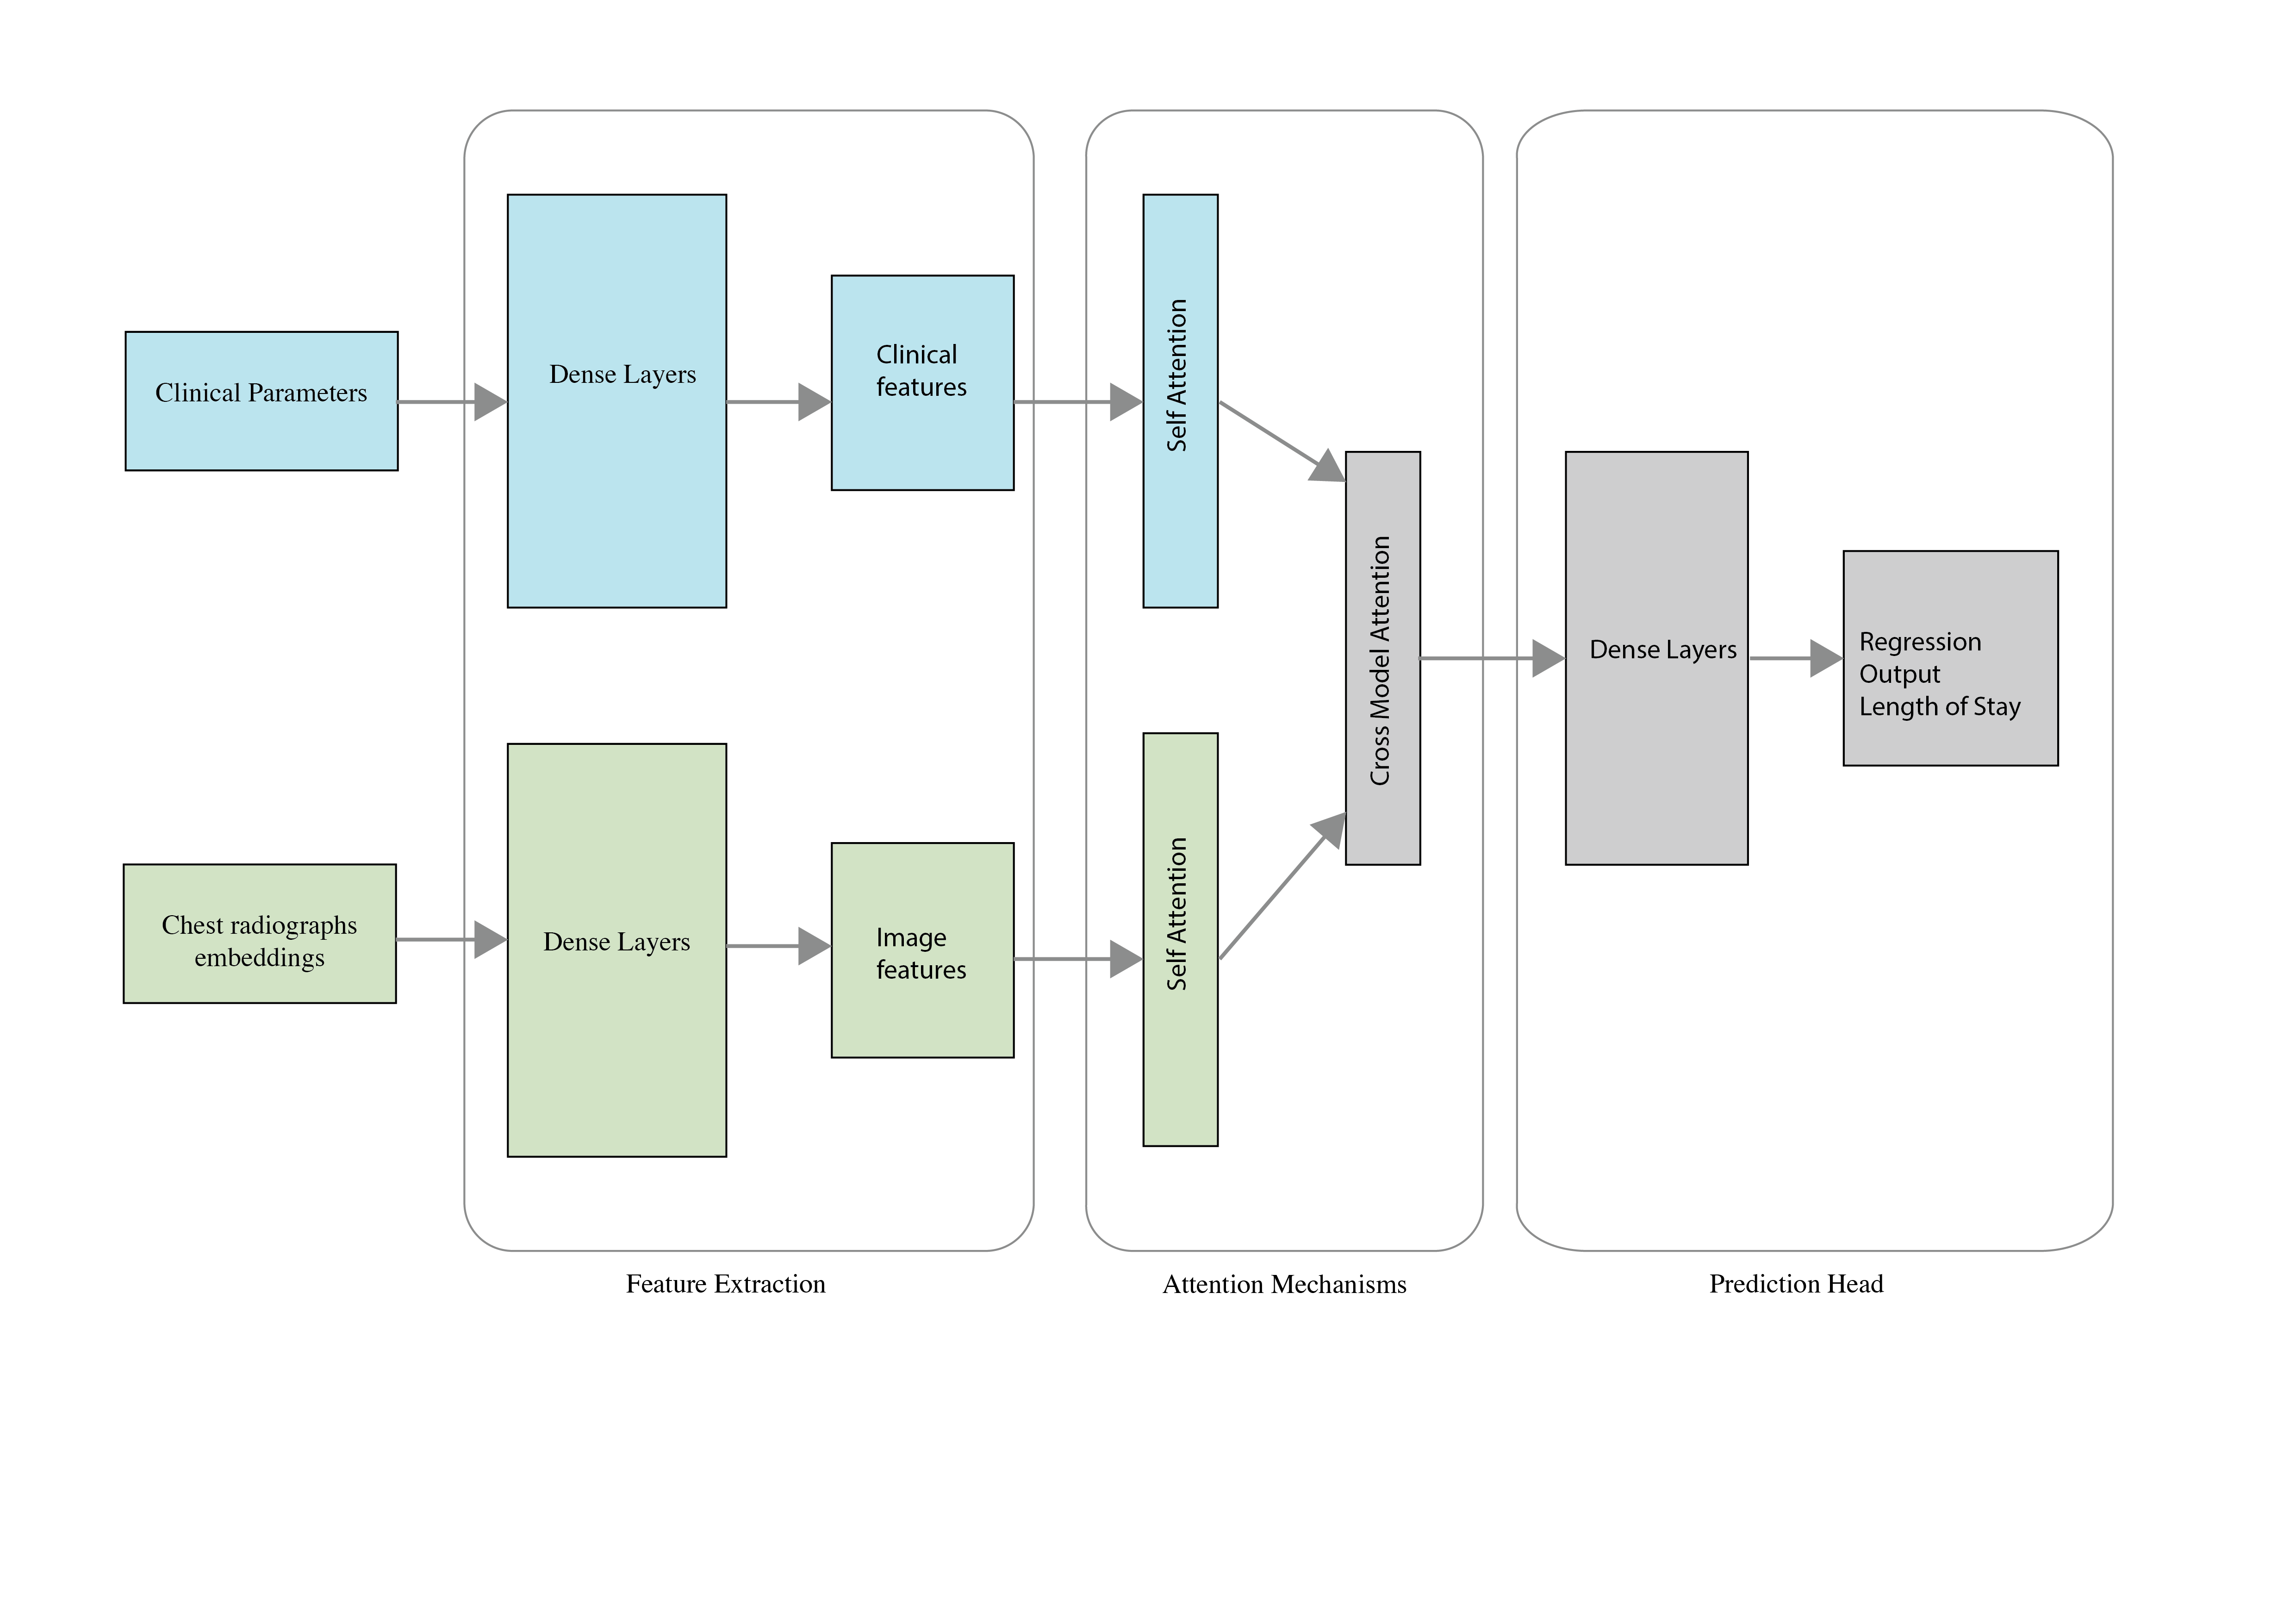 Clinical Parameters
Dense Layers
Clinical
features
Self Attention
Chest radiographs
embeddings
Dense Layers
Image
features
Self Attention
Cross Model Attention
Dense Layers
Regression
Output
Length of Stay
Feature Extraction
Attention Mechanisms
Prediction Head